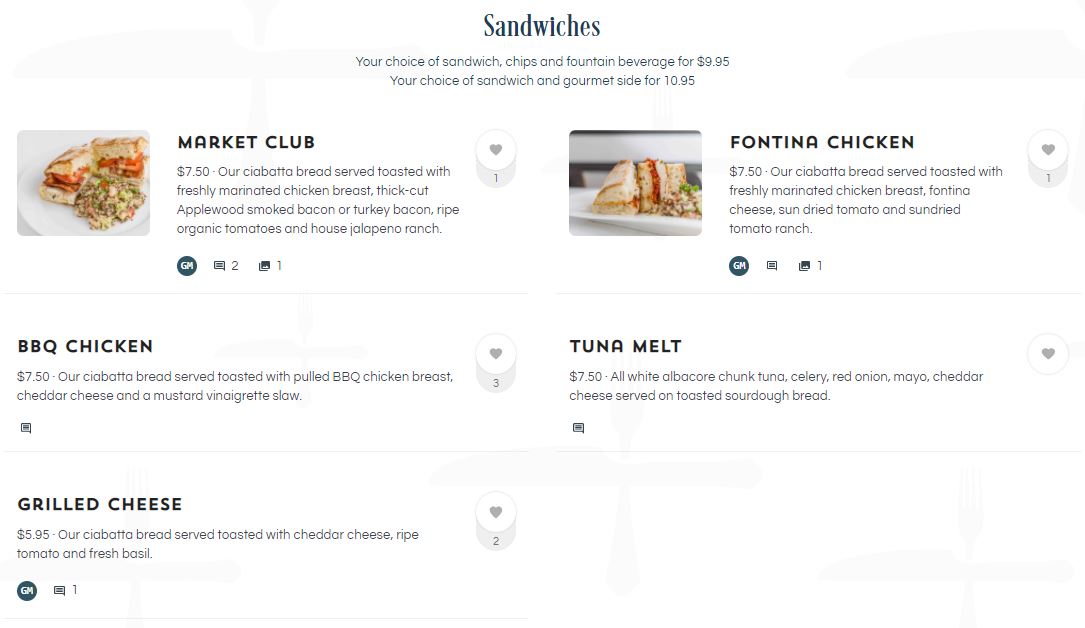 Sandwiches
Your choice of sandwich, chips and fountain beverage for $9.95
Your choice of sandwich and gourmet side for 10.95
MARKET CLUB
$7.50 · Our ciabatta bread served toasted with
freshly marinated chicken breast, thick-cut
Applewood smoked bacon or turkey bacon, ripe
organic tomatoes and house jalapeno ranch.
1
GM 2 1
FONTINA CHICKEN
$7.50 · Our ciabatta bread served toasted with
freshly marinated chicken breast, fontina
cheese, sun dried tomato and sundried
tomato ranch.
1
GM 1
BBQ CHICKEN
$7.50 · Our ciabatta bread served toasted with pulled BBQ chicken breast,
cheddar cheese and a mustard vinaigrette slaw.
3
TUNA MELT
$7.50 · All white albacore chunk tuna, celery, red onion, mayo, cheddar
cheese served on toasted sourdough bread.
GRILLED CHEESE
$5.95 · Our ciabatta bread served toasted with cheddar cheese, ripe
tomato and fresh basil.
2
GM 1